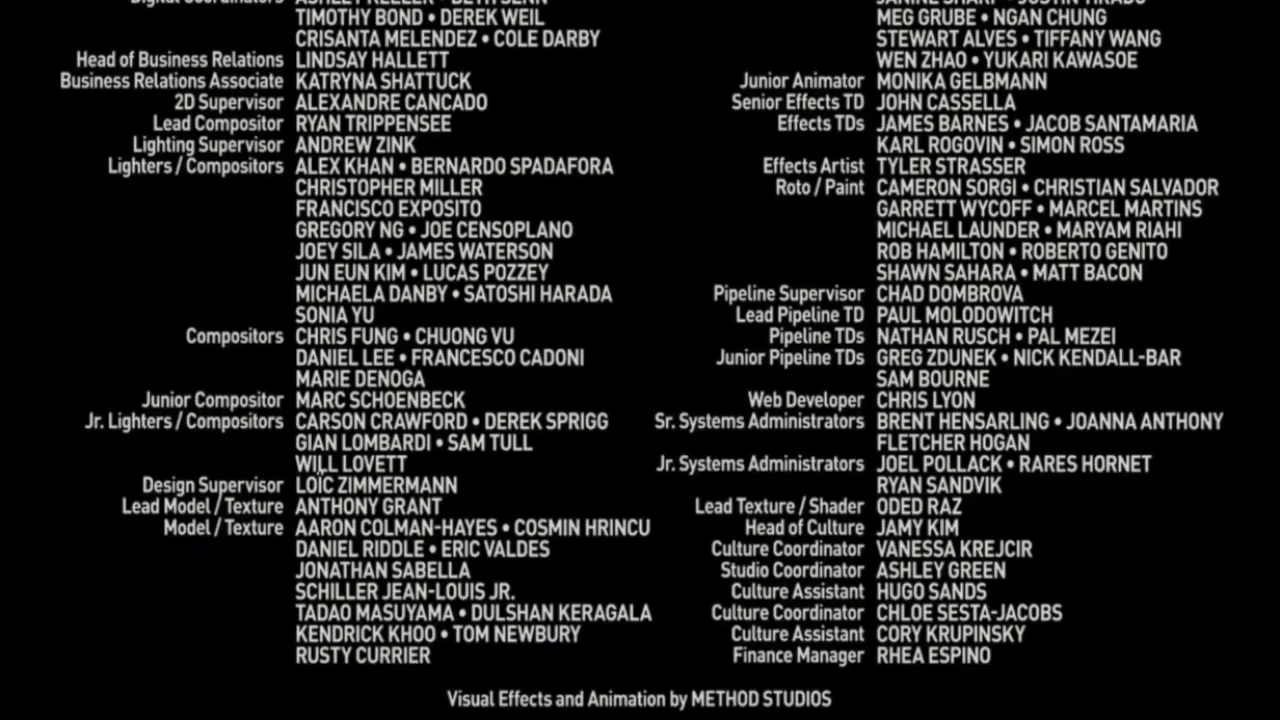 Digital Coordinators ASHLEY KELLER • BETH SENN
TIMOTHY BOND • DEREK WEIL
CRISANTA MELENDEZ • COLE DARBY
Head of Business Relations LINDSAY HALLETT
Business Relations Associate KATRYNA SHATTUCK
2D Supervisor ALEXANDRE CANCADO
Lead Compositor RYAN TRIPPENSEE
Lighting Supervisor ANDREW ZINK
Lighters / Compositors ALEX KHAN • BERNARDO SPADAFORA
CHRISTOPHER MILLER
FRANCISCO EXPOSITO
GREGORY NG • JOE CENSOPLANO
JOEY SILA • JAMES WATERSON
JUN EUN KIM • LUCAS POZZEY
MICHAELA DANBY • SATOSHI HARADA
SONIA YU
Compositors CHRIS FUNG • CHUONG VU
DANIEL LEE • FRANCESCO CADONI
MARIE DENOGA
Junior Compositor MARC SCHOENBECK
Jr. Lighters / Compositors CARSON CRAWFORD • DEREK SPRIGG
GIAN LOMBARDI • SAM TULL
WILL LOVETT
Design Supervisor LOÏC ZIMMERMANN
Lead Model / Texture ANTHONY GRANT
Model / Texture AARON COLMAN-HAYES • COSMIN HRINCU
DANIEL RIDDLE • ERIC VALDES
JONATHAN SABELLA
SCHILLER JEAN-LOUIS JR.
TADAO MASUYAMA • DULSHAN KERAGALA
KENDRICK KHOO • TOM NEWBURY
RUSTY CURRIER
JANINE SHARP • JUSTIN TIRADO
MEG GRUBE • NGAN CHUNG
STEWART ALVES • TIFFANY WANG
WEN ZHAO • YUKARI KAWASOE
Junior Animator MONIKA GELBMANN
Senior Effects TD JOHN CASSELLA
Effects TDs JAMES BARNES • JACOB SANTAMARIA
KARL ROGOVIN • SIMON ROSS
Effects Artist TYLER STRASSER
Roto / Paint CAMERON SORGI • CHRISTIAN SALVADOR
GARRETT WYCOFF • MARCEL MARTINS
MICHAEL LAUNDER • MARYAM RIAHI
ROB HAMILTON • ROBERTO GENITO
SHAWN SAHARA • MATT BACON
Pipeline Supervisor CHAD DOMBROVA
Lead Pipeline TD PAUL MOLODOWITCH
Pipeline TDs NATHAN RUSCH • PAL MEZEI
Junior Pipeline TDs GREG ZDUNEK • NICK KENDALL-BAR
SAM BOURNE
Web Developer CHRIS LYON
Sr. Systems Administrators BRENT HENSARLING • JOANNA ANTHONY
FLETCHER HOGAN
Jr. Systems Administrators JOEL POLLACK • RARES HORNET
RYAN SANDVIK
Lead Texture / Shader ODED RAZ
Head of Culture JAMY KIM
Culture Coordinator VANESSA KREJCIR
Studio Coordinator ASHLEY GREEN
Culture Assistant HUGO SANDS
Culture Coordinator CHLOE SESTA-JACOBS
Culture Assistant CORY KRUPINSKY
Finance Manager RHEA ESPINO
Visual Effects and Animation by METHOD STUDIOS